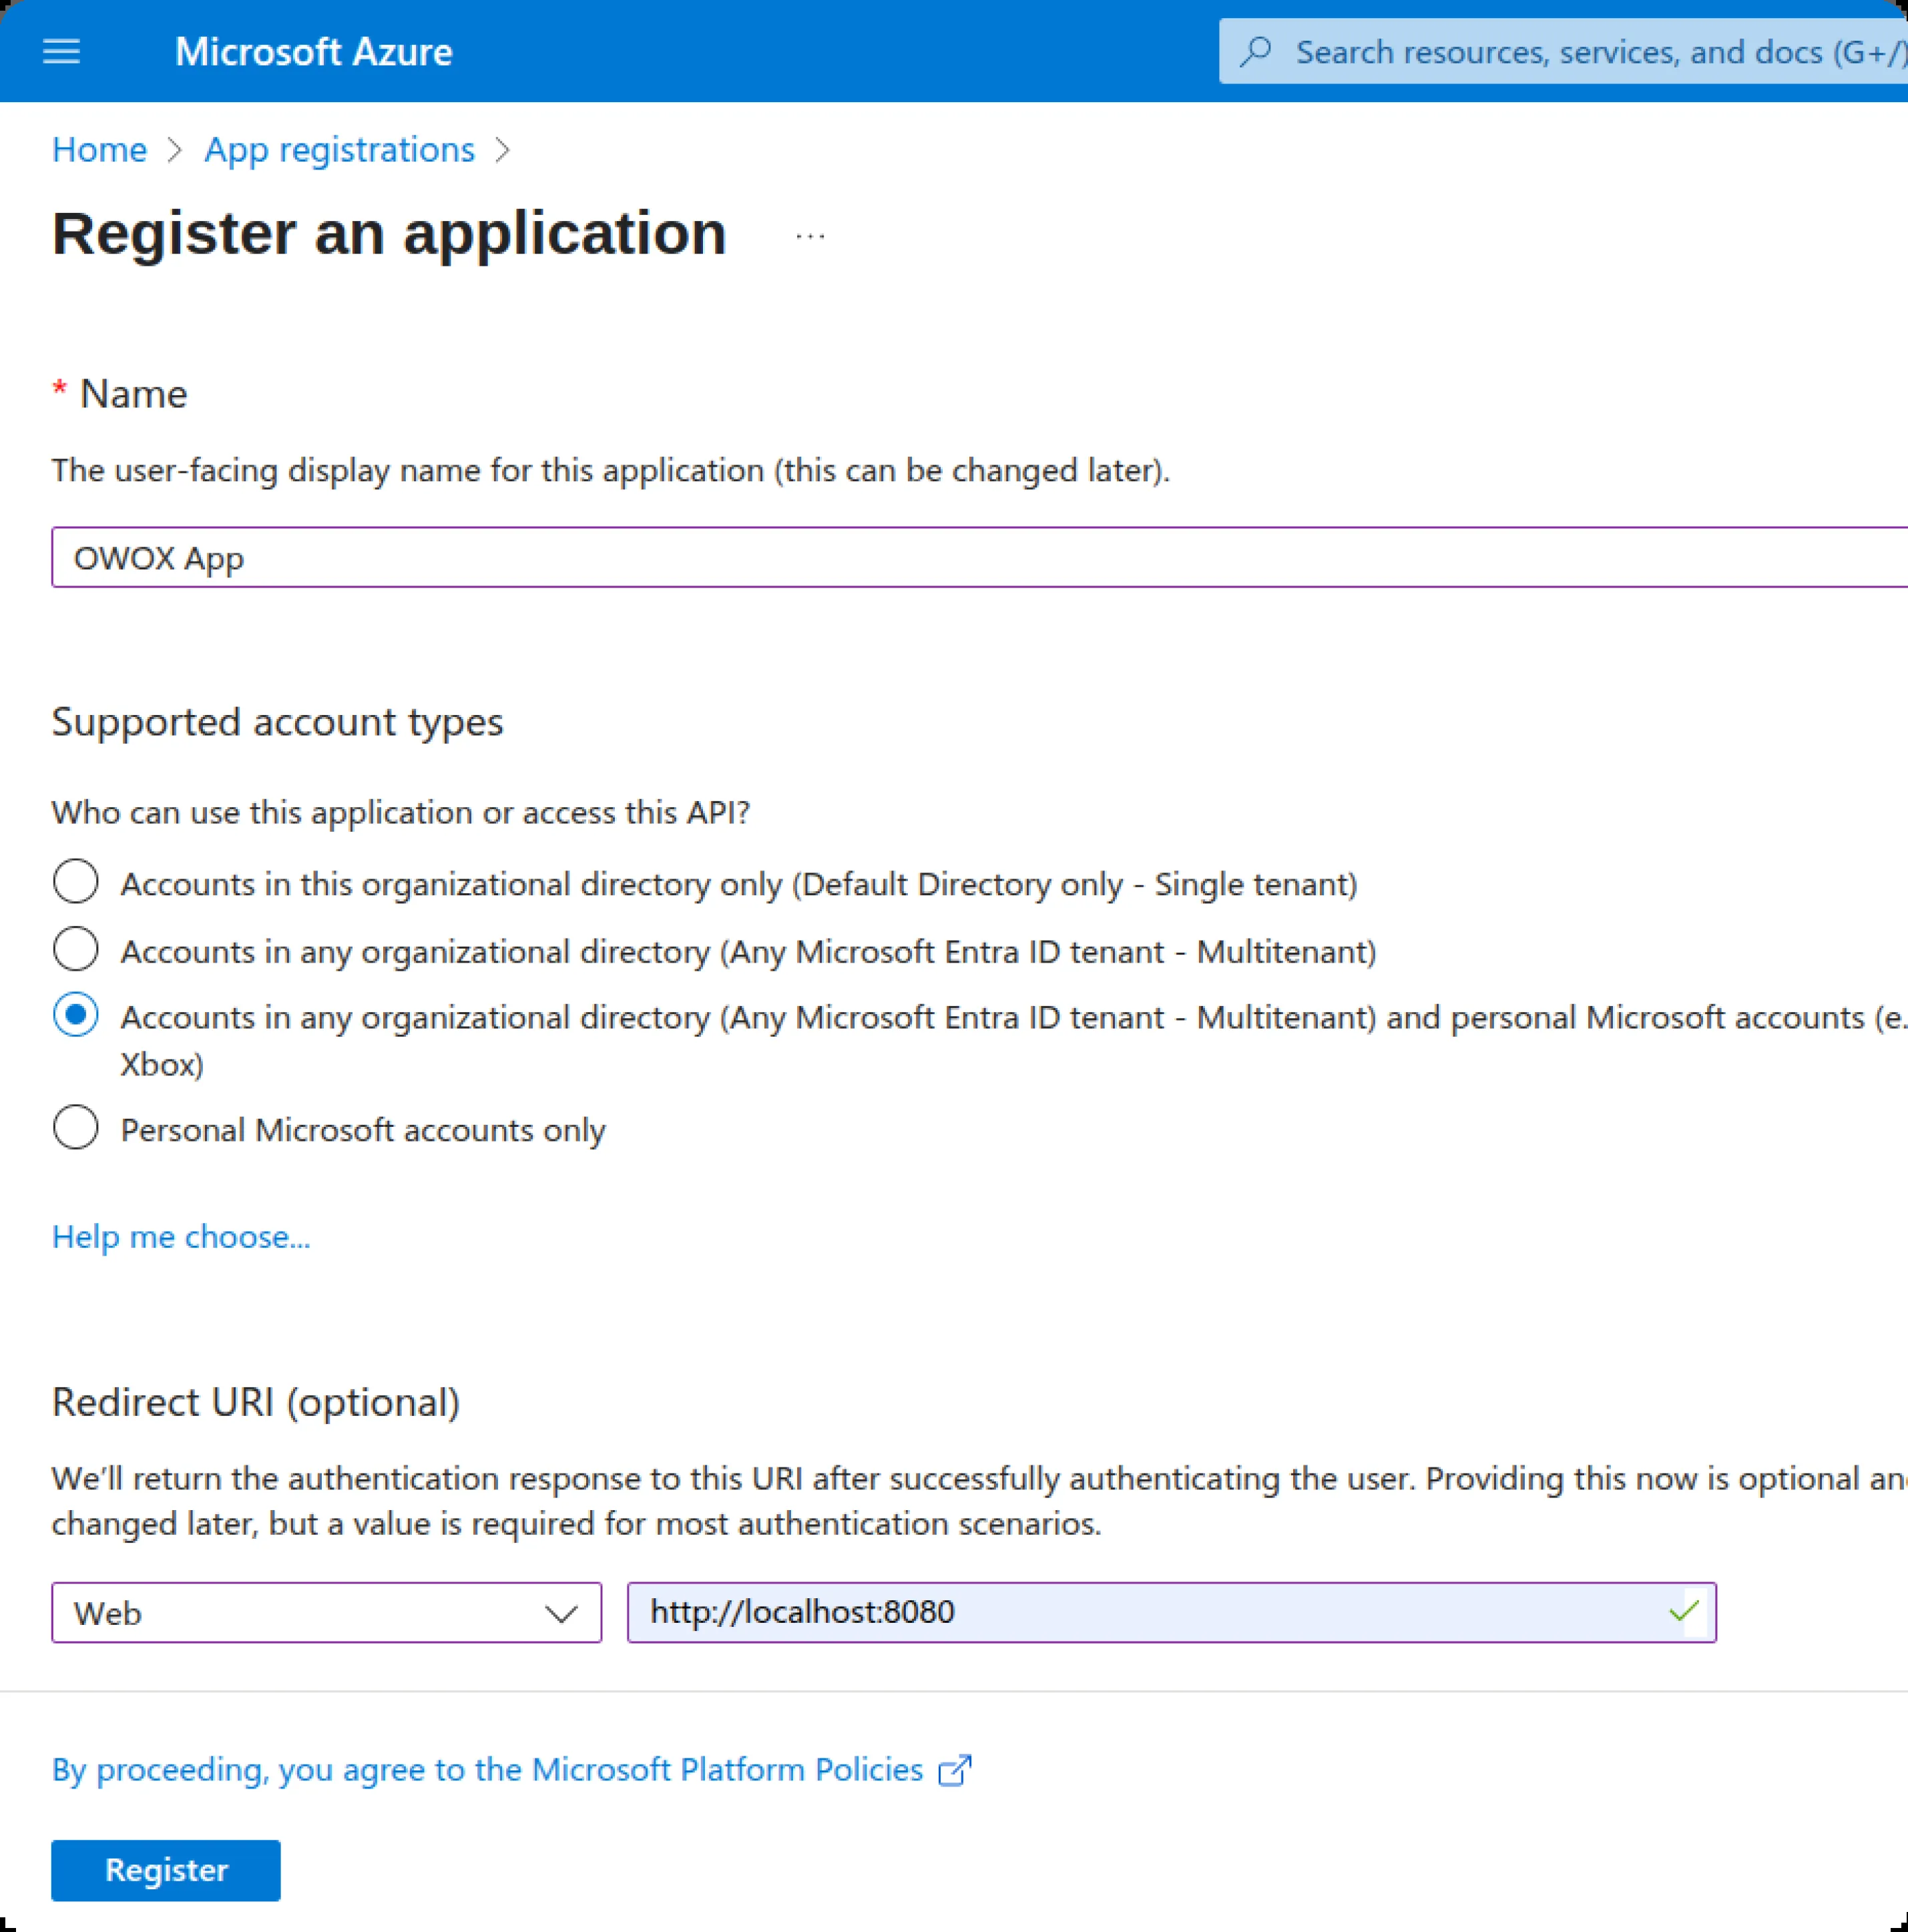 Microsoft Azure
Search resources, services, and docs (G+/)
Home > App registrations >
Register an application ...
* Name
The user-facing display name for this application (this can be changed later).
OWOX App
Supported account types
Who can use this application or access this API?
Accounts in this organizational directory only (Default Directory only - Single tenant)
Accounts in any organizational directory (Any Microsoft Entra ID tenant - Multitenant)
Accounts in any organizational directory (Any Microsoft Entra ID tenant - Multitenant) and personal Microsoft accounts (e.
Xbox)
Personal Microsoft accounts only
Help me choose...
Redirect URI (optional)
We'll return the authentication response to this URI after successfully authenticating the user. Providing this now is optional
changed later, but a value is required for most authentication scenarios.
Web http://localhost:8080
By proceeding, you agree to the Microsoft Platform Policies
Register